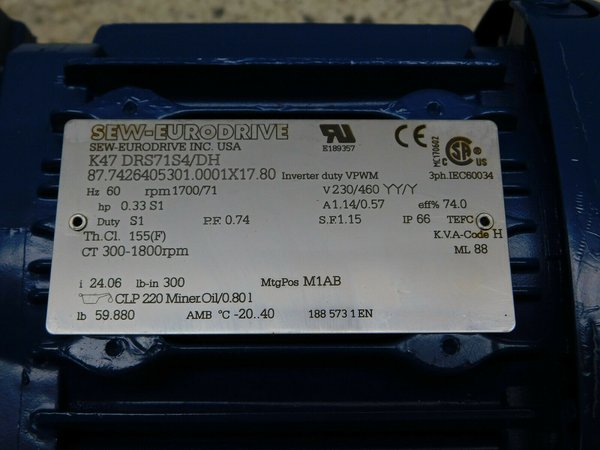 SEW-EURODRIVE
SEW-EURODRIVE INC. USA
K47 DRS71S4/DH
87.7426405301.0001X17.80 Inverter duty VPWM 3ph.IEC60034
E189357
CE
MC170602
Hz 60 rpm 1700/71 V 230/460 YY/Y
hp 0.33 S1 A 1.14/0.57 eff% 74.0
Duty S1 P.F. 0.74 S.F. 1.15 IP 66 TEFC
Th.Cl. 155(F) K.V.A-Code H
CT 300-1800rpm ML 88
i 24.06 lb-in 300 MtgPos M1AB
CLP 220 Miner.Oil/0.80 l
lb 59.880 AMB °C -20..40 188 573 1 EN